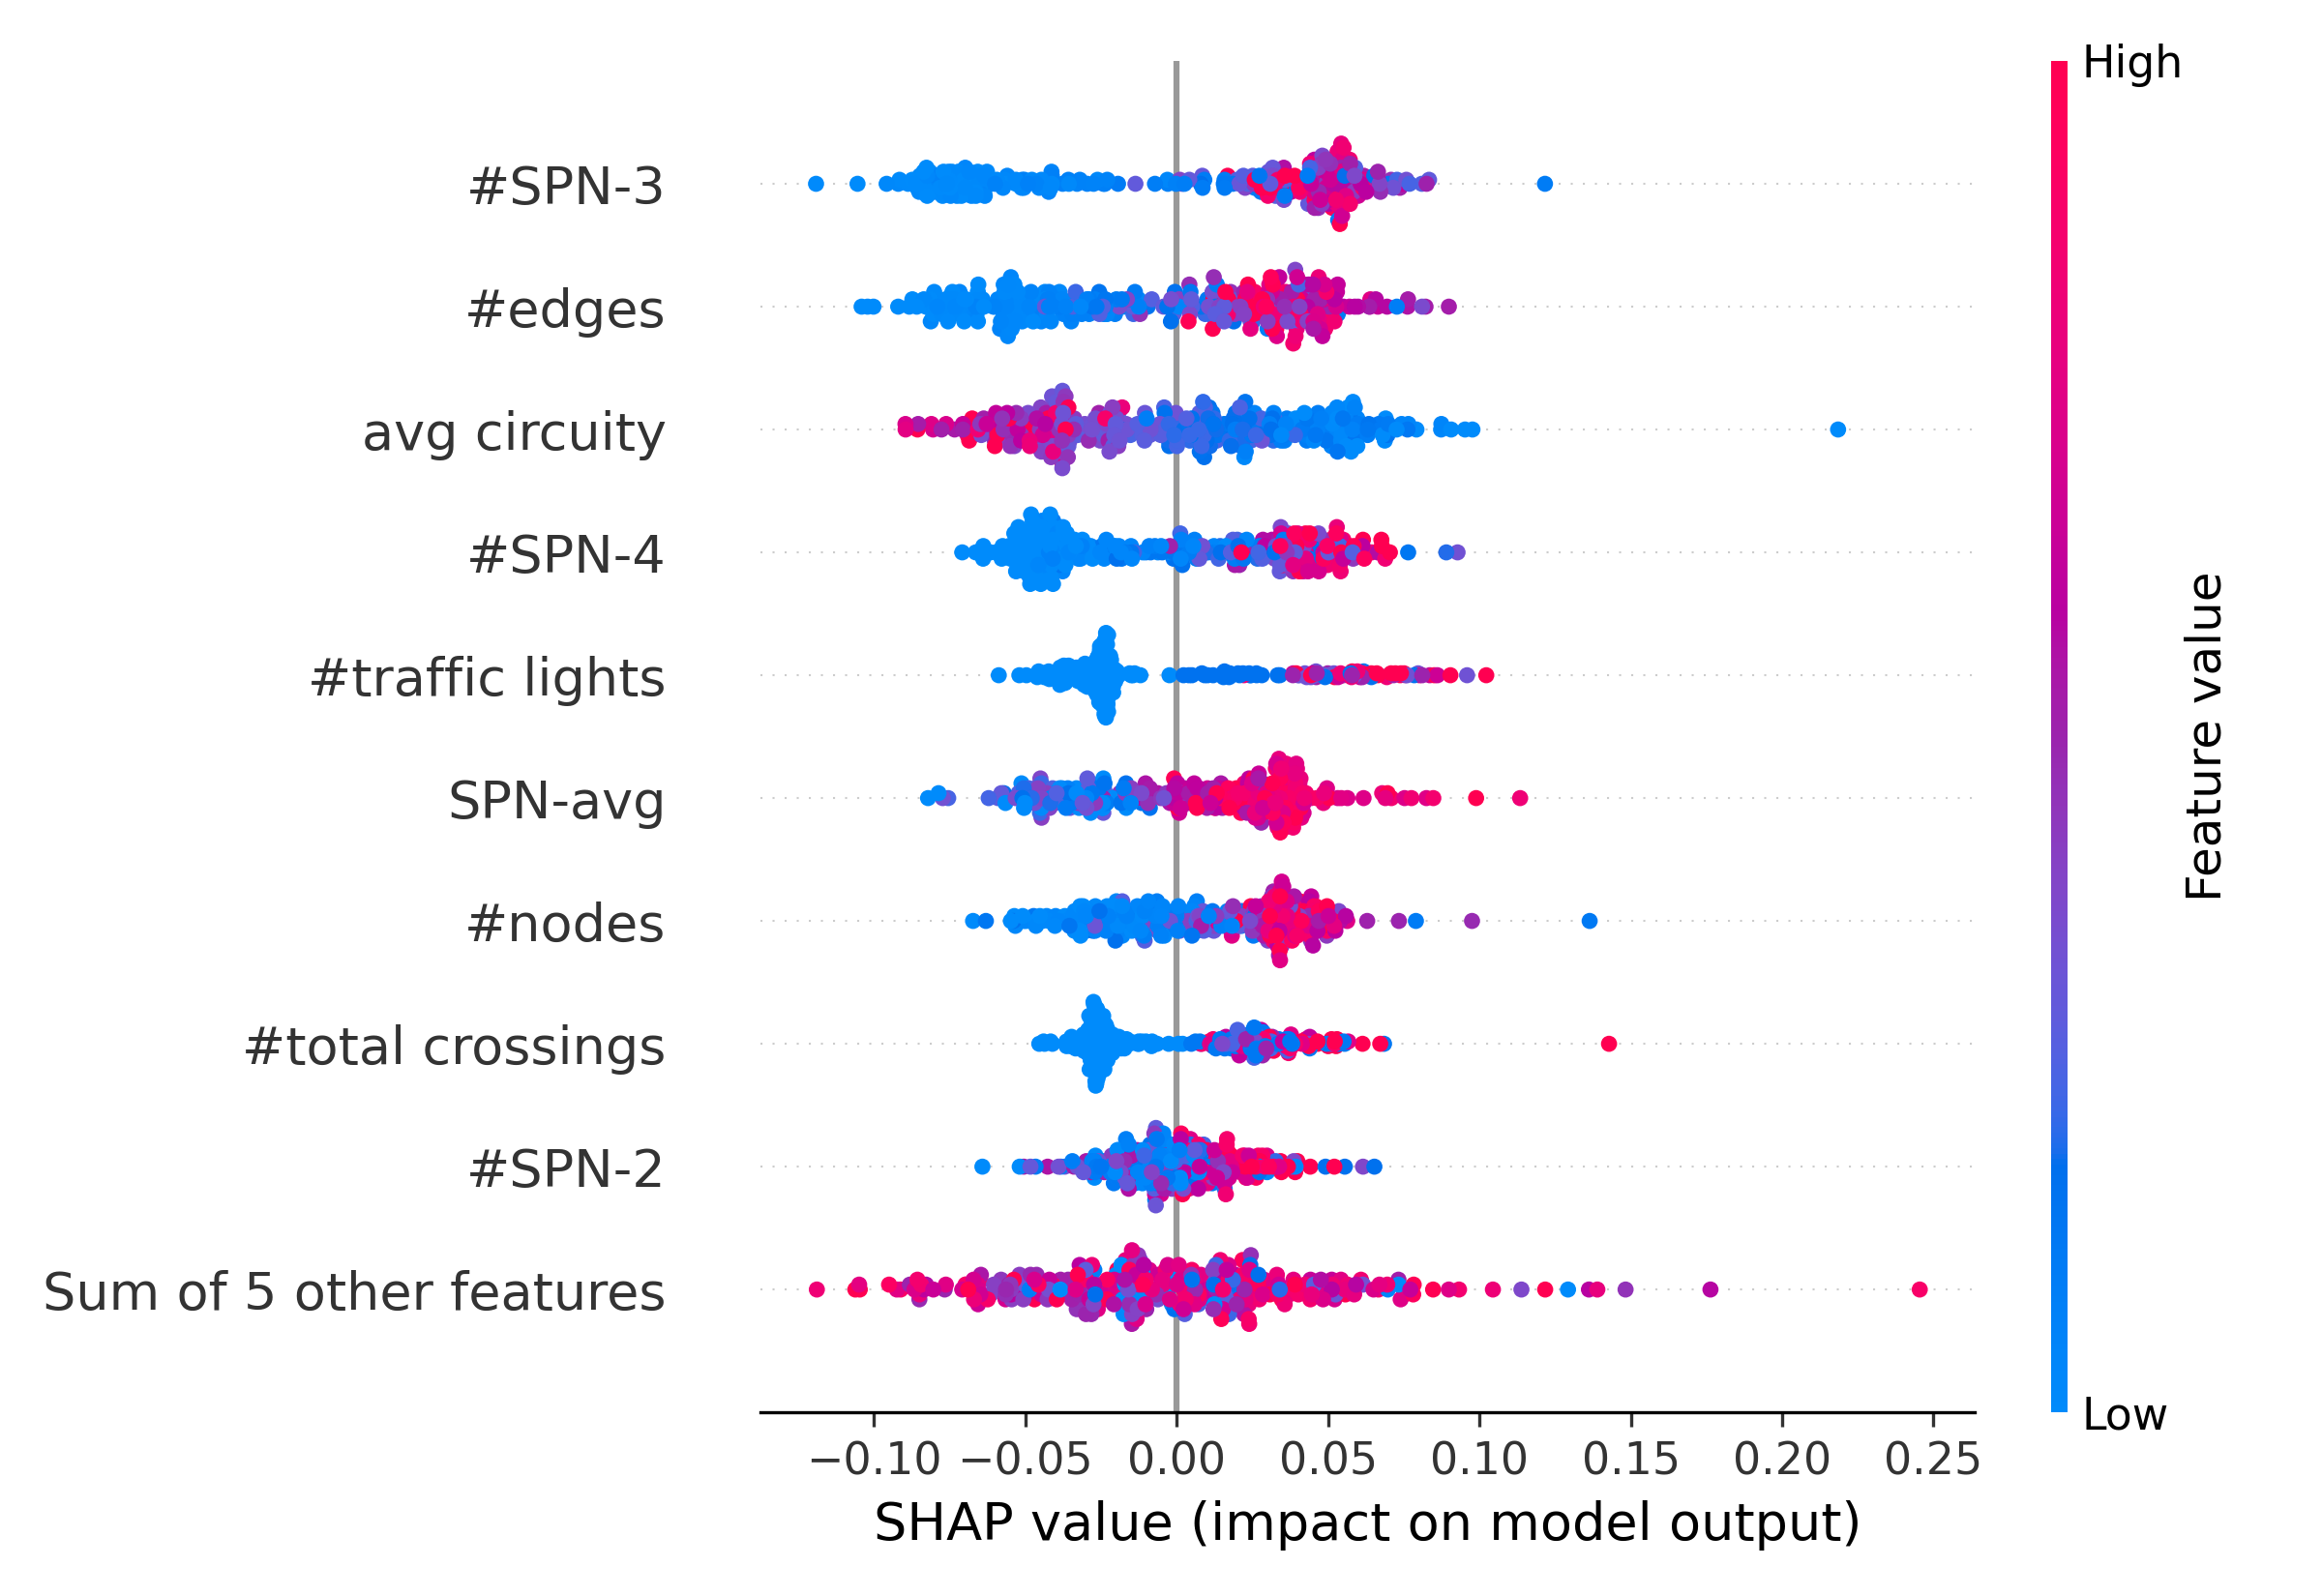 High
#SPN-3
#edges
avg circuity
#SPN-4
#traffic lights
SPN-avg
#nodes
#total crossings
#SPN-2
Sum of 5 other features
Feature value
Low
−0.10 −0.05 0.00 0.05 0.10 0.15 0.20 0.25
SHAP value (impact on model output)